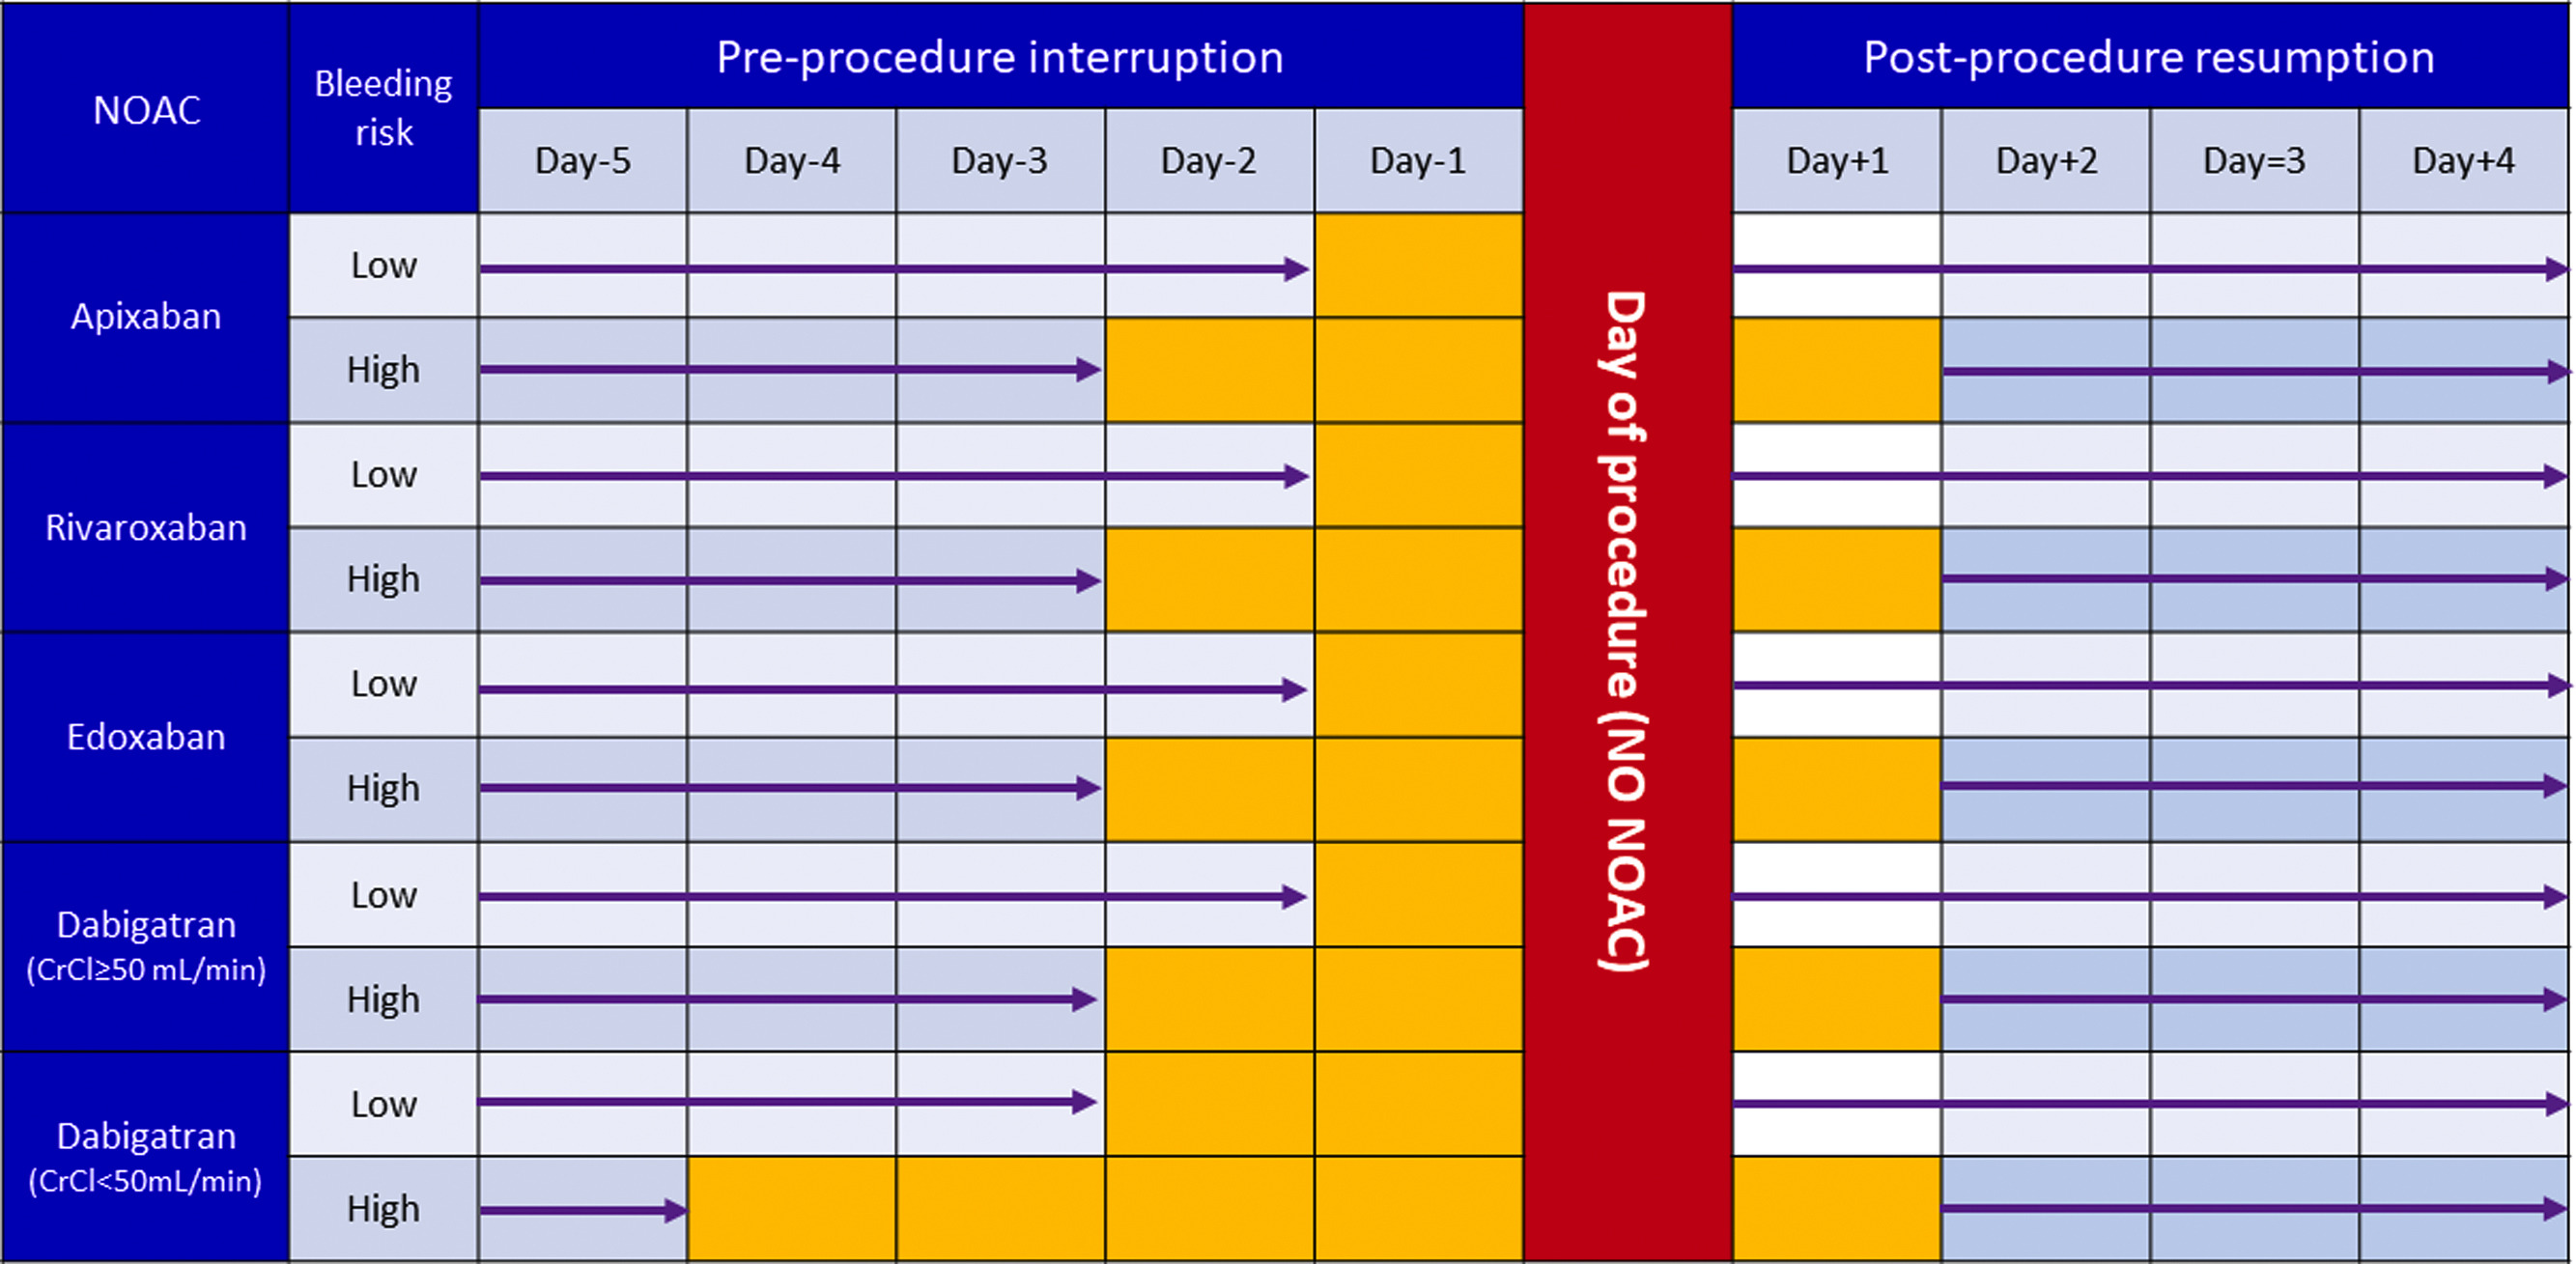 NOAC
Bleeding
risk
Pre-procedure interruption
Day-5
Day-4
Day-3
Day-2
Day-1
Day of procedure (NO NOAC)
Post-procedure resumption
Day+1
Day+2
Day=3
Day+4
Apixaban
Low
High
Rivaroxaban
Low
High
Edoxaban
Low
High
Dabigatran
(CrCl≥50 mL/min)
Low
High
Dabigatran
(CrCl<50mL/min)
Low
High